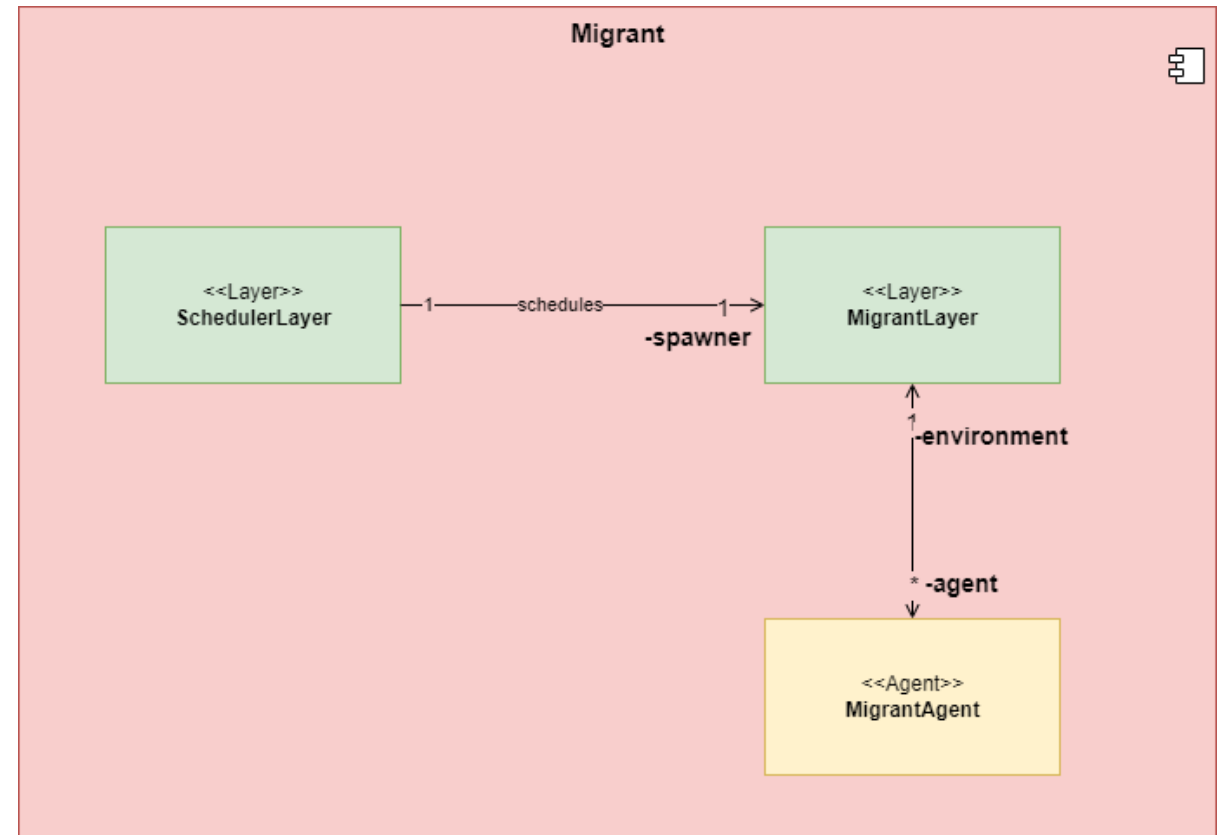 Migrant
<<Layer>>
SchedulerLayer
1
schedules
1
-spawner
<<Layer>>
MigrantLayer
1
-environment
* -agent
<<Agent>>
MigrantAgent